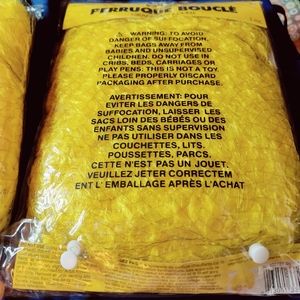 PERRUQUE BOUCLÉ
WARNING: TO AVOID
DANGER OF SUFFOCATION,
KEEP BAGS AWAY FROM
BABIES AND UNSUPERVISED
CHILDREN. DO NOT USE IN
CRIBS, BEDS, CARRIAGES OR
PLAY PENS. THIS IS NOT A TOY.
PLEASE PROPERLY DISCARD
PACKAGING AFTER PURCHASE.
AVERTISSEMENT: POUR
EVITER LES DANGERS DE
SUFFOCATION, LAISSER LES
SACS LOIN DES BÉBÉS OU DES
ENFANTS SANS SUPERVISION
NE PAS UTILISER DANS LES
COUCHETTES, LITS.
POUSSETTES, PARCS.
CETTE N'EST PAS UN JOUET.
VEUILLEZ JETER CORRECTEM
ENT L' EMBALLAGE APRÈS L'ACHAT